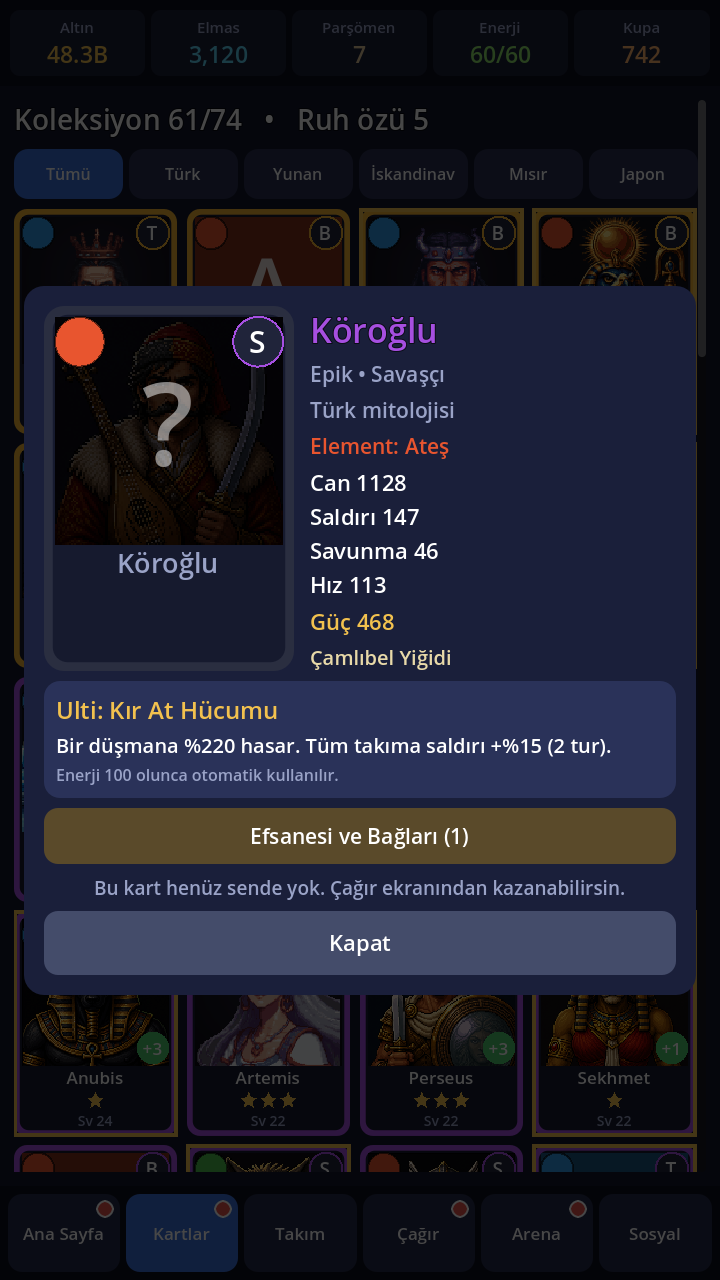 Altın
48.3B
Elmas
3,120
Parşömen
7
Enerji
60/60
Kupa
742
Koleksiyon 61/74 • Ruh özü 5
Tümü
Türk
Yunan
İskandinav
Mısır
Japon
T
B
B
B
A
S
?
Köroğlu
Köroğlu
Epik • Savaşçı
Türk mitolojisi
Element: Ateş
Can 1128
Saldırı 147
Savunma 46
Hız 113
Güç 468
Çamlıbel Yiğidi
Ulti: Kır At Hücumu
Bir düşmana %220 hasar. Tüm takıma saldırı +%15 (2 tur).
Enerji 100 olunca otomatik kullanılır.
Efsanesi ve Bağları (1)
Bu kart henüz sende yok. Çağır ekranından kazanabilirsin.
Kapat
+3
+3
+1
Anubis
Artemis
Perseus
Sekhmet
Sv 24
Sv 22
Sv 22
Sv 22
B
S
S
T
Ana Sayfa
Kartlar
Takım
Çağır
Arena
Sosyal